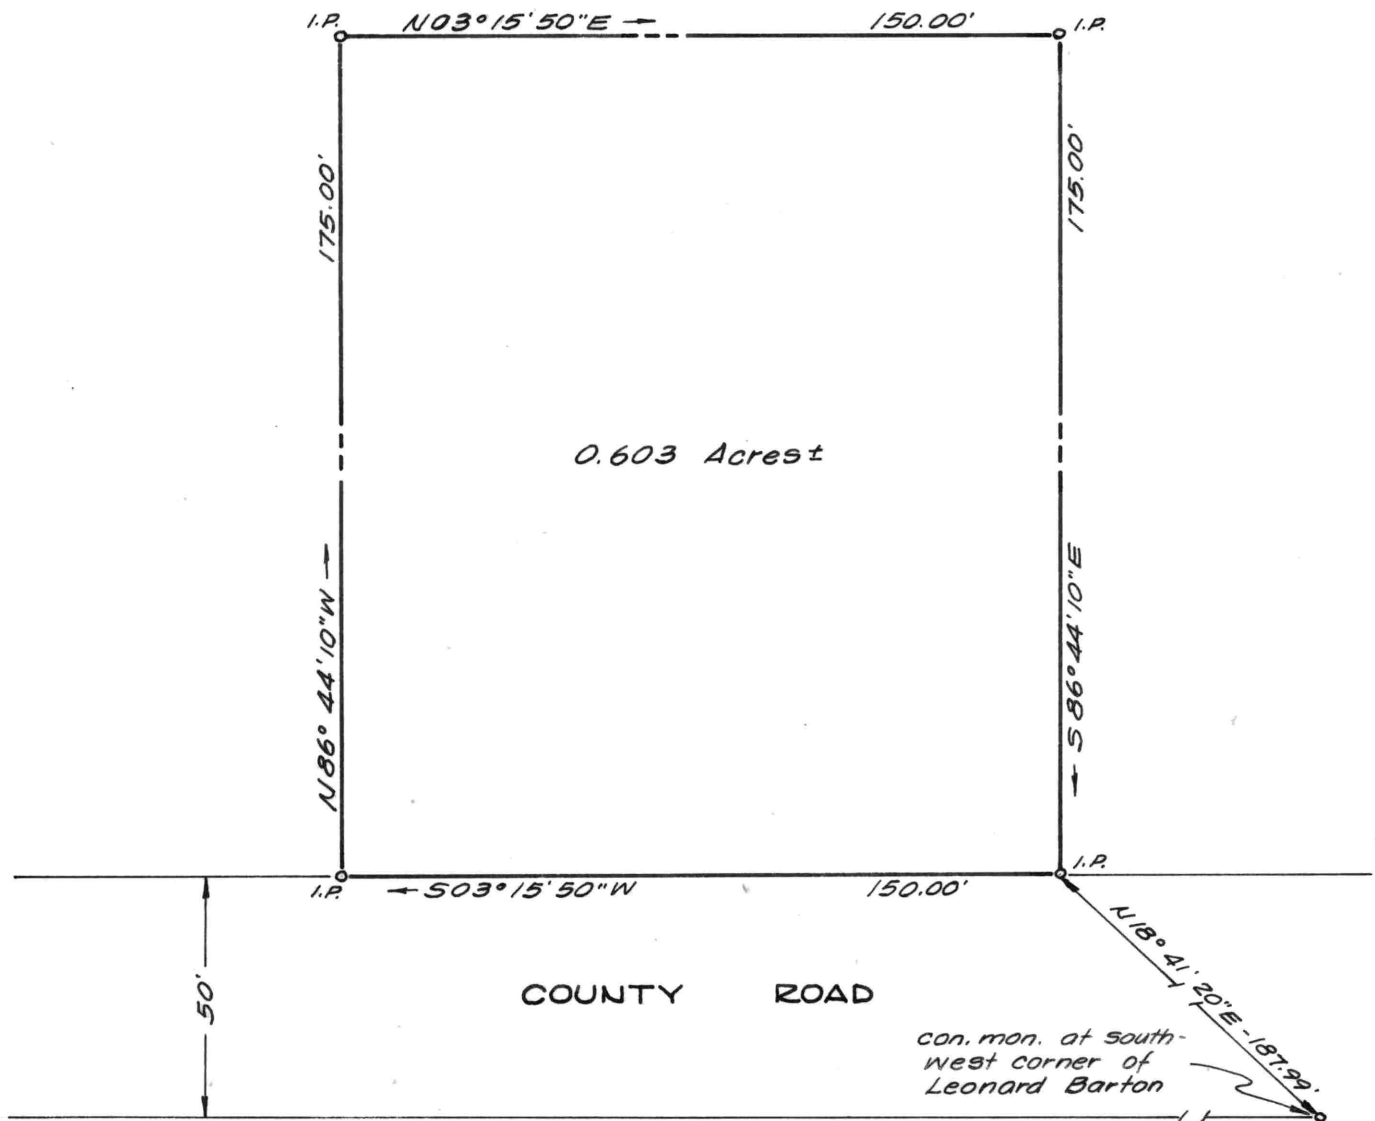 I.P. N03°15'50"E → 150.00' I.P.
175.00'
175.00'
0.603 Acres±
N86°44'10"W →
← S86°44'10"E
I.P. ← S03°15'50"W 150.00' I.P.
N18°41'20"E - 187.99'
50'
COUNTY ROAD
con. mon. at south-
west corner of
Leonard Barton